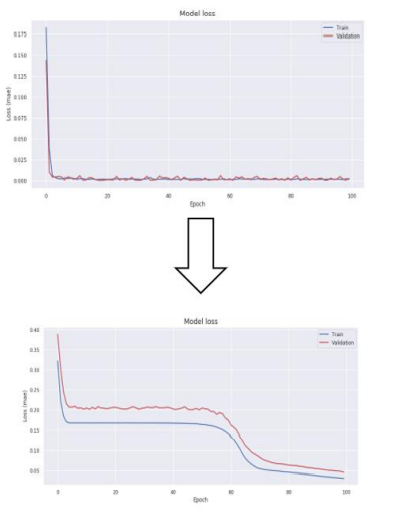 Model loss
Train
Validation
Loss (mae)
0.175
0.150
0.125
0.100
0.075
0.050
0.025
0.000
0 20 40 60 80 100
Epoch
Model loss
Train
Validation
Loss (mae)
0.40
0.35
0.30
0.25
0.20
0.15
0.10
0.05
0 20 40 60 80 100
Epoch